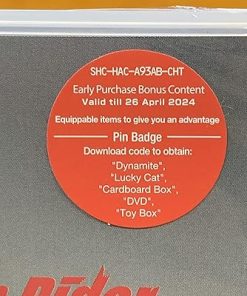 SHC-HAC-A93AB-CHT
Early Purchase Bonus Content
Valid till 26 April 2024
Equippable items to give you an advantage
Pin Badge
Download code to obtain:
"Dynamite",
"Lucky Cat",
"Cardboard Box",
"DVD",
"Toy Box"
Rider